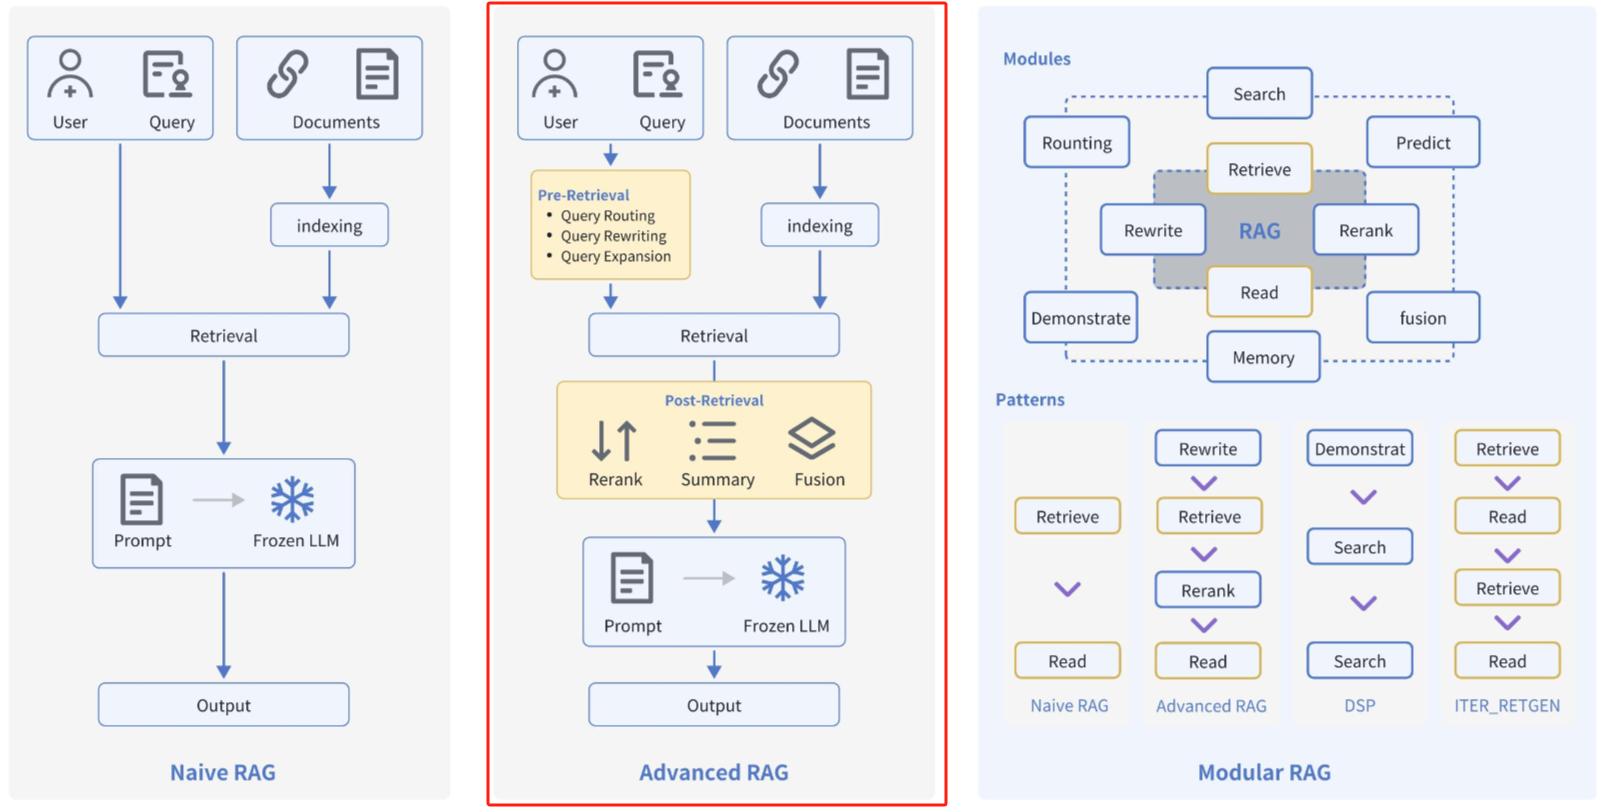 User
Query
Documents
indexing
Retrieval
Prompt
Frozen LLM
Output
Naive RAG
User
Query
Documents
Pre-Retrieval
• Query Routing
• Query Rewriting
• Query Expansion
indexing
Retrieval
Post-Retrieval
Rerank
Summary
Fusion
Prompt
Frozen LLM
Output
Advanced RAG
Modules
Search
Rounting
Predict
Retrieve
Rewrite
RAG
Rerank
Read
Demonstrate
fusion
Memory
Patterns
Retrieve
Read
Naive RAG
Rewrite
Retrieve
Rerank
Read
Advanced RAG
Demonstrat
Search
Search
DSP
Retrieve
Read
Retrieve
Read
ITER_RETGEN
Modular RAG